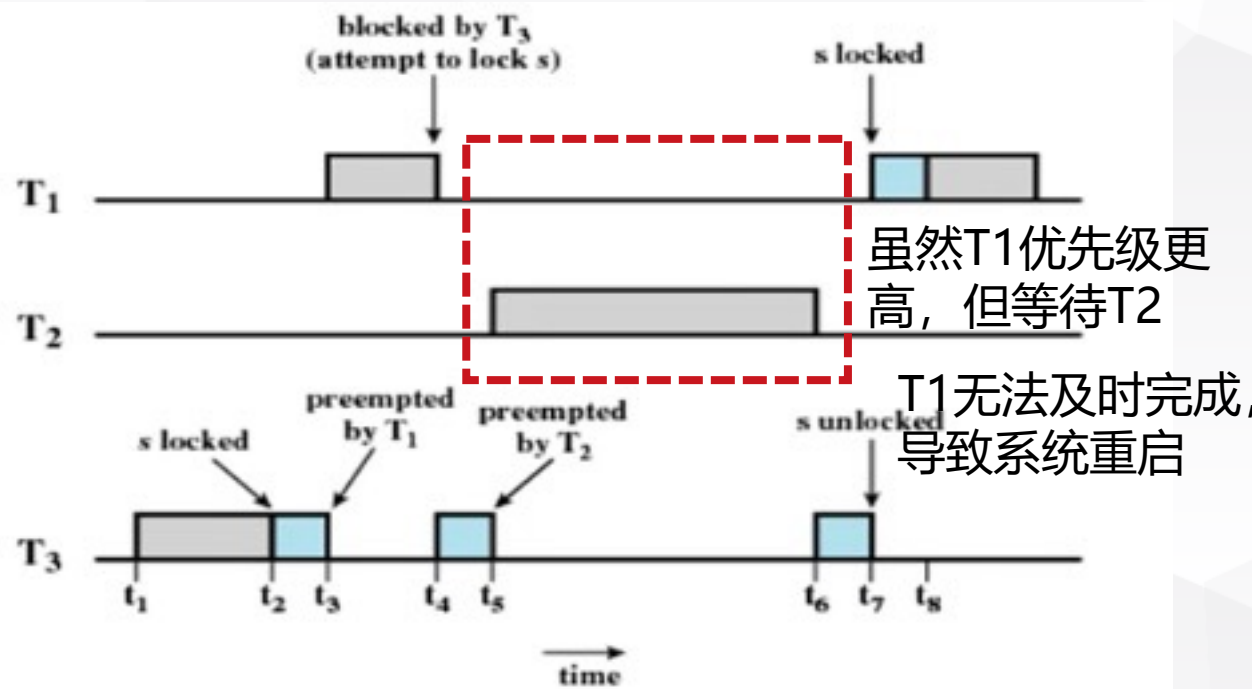 blocked by T3
(attempt to lock s)
s locked
T1
虽然T1优先级更
高，但等待T2
T2
T1无法及时完成，
导致系统重启
preempted
by T1
preempted
by T2
s locked
s unlocked
T3
t1 t2 t3 t4 t5 t6 t7 t8
time